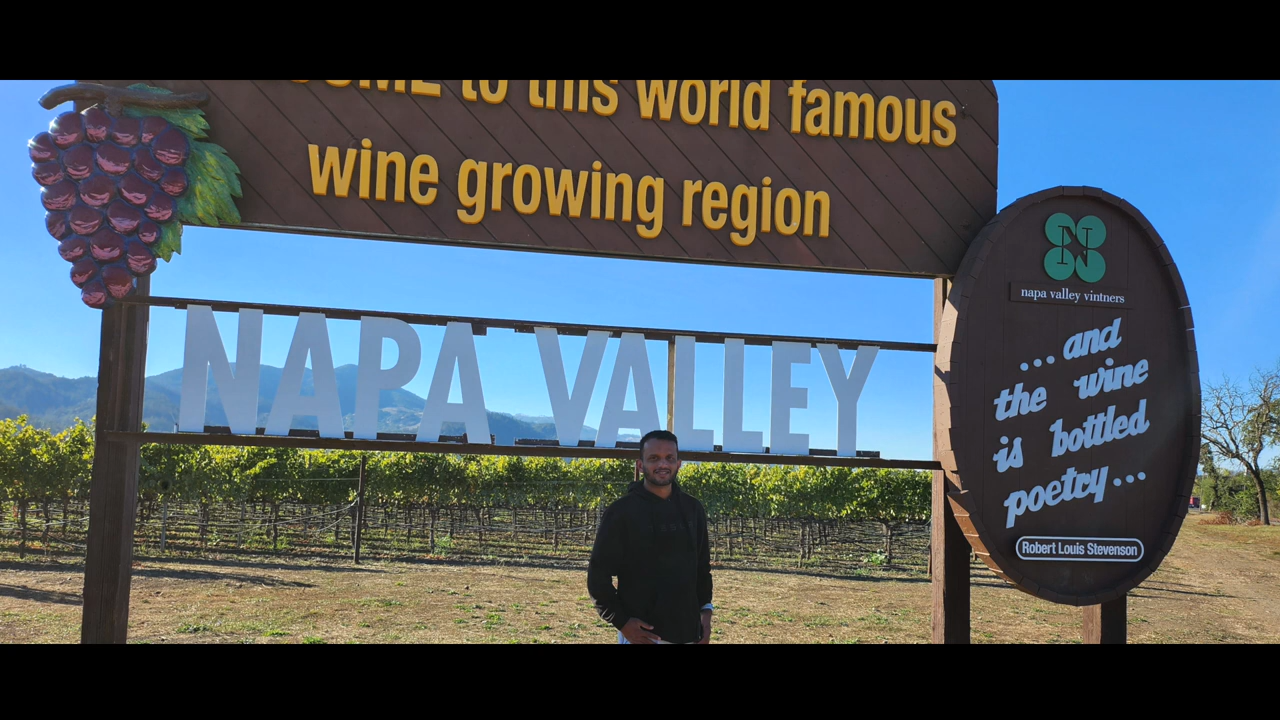 to this world famous
wine growing region
NAPA VALLEY
N
napa valley vintners
...and
the wine
is bottled
poetry...
Robert Louis Stevenson